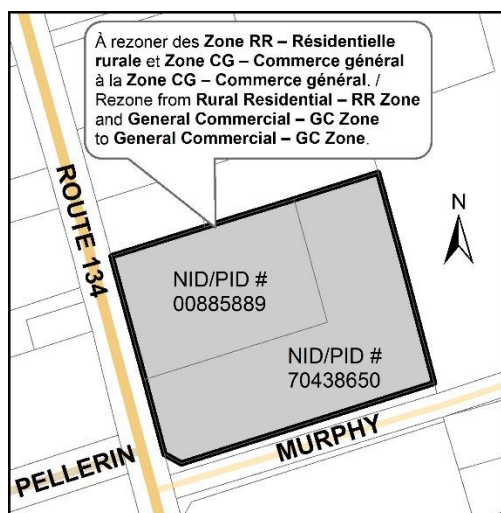 À rezoner des Zone RR – Résidentielle
rurale et Zone CG – Commerce général
à la Zone CG – Commerce général. /
Rezone from Rural Residential – RR Zone
and General Commercial – GC Zone
to General Commercial – GC Zone.
ROUTE 134
N
NID/PID #
00885889
NID/PID #
70438650
MURPHY
PELLERIN